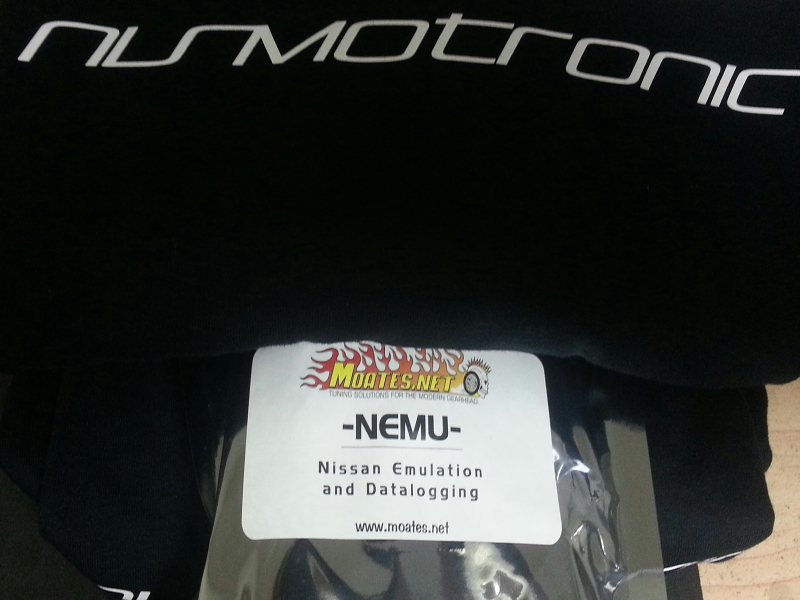 nismotronic
MOATES.NET
TUNING SOLUTIONS FOR THE MODERN GEARHEAD
-NEMU-
Nissan Emulation
and Datalogging
www.moates.net